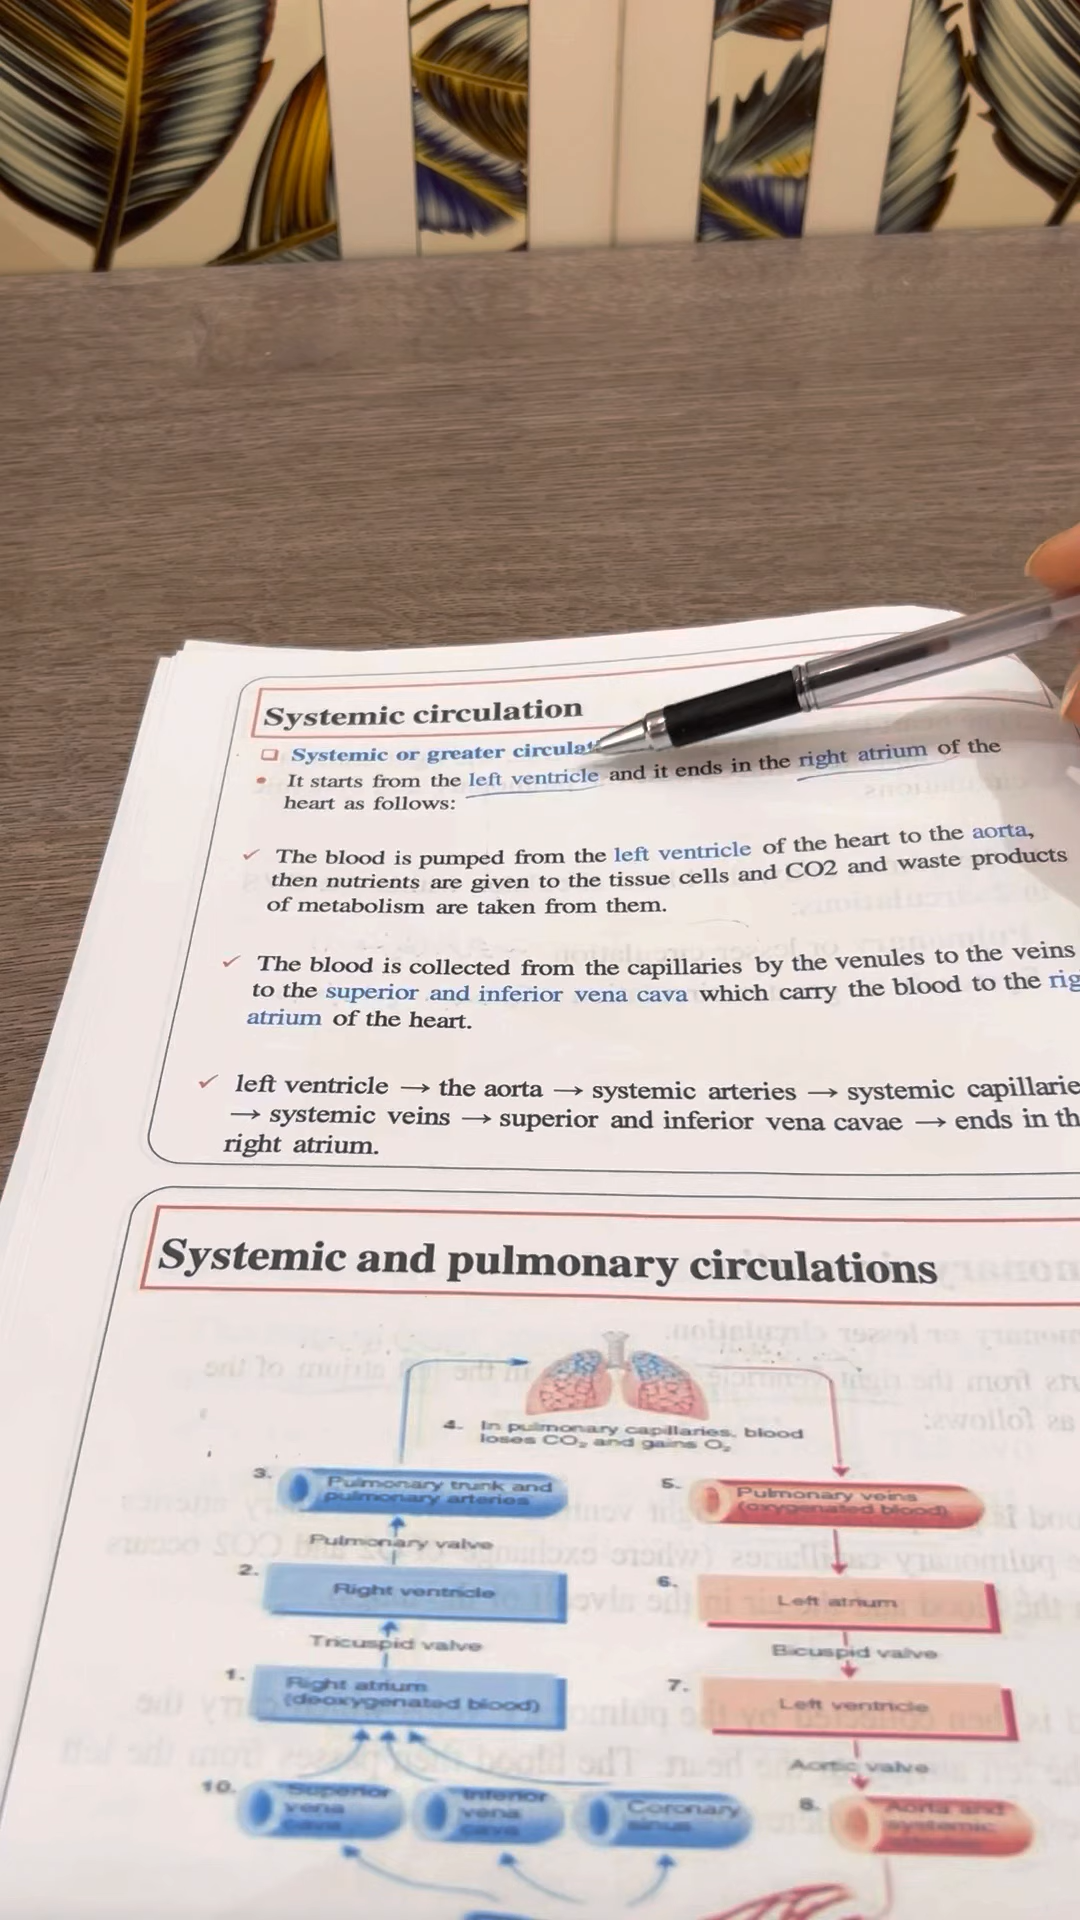 Systemic circulation
Systemic or greater
It starts from the left ventricle and it ends in the right atrium of the
heart as follows:
The blood is pumped from the left ventricle of the heart to the aorta,
then nutrients are given to the tissue cells and CO2 and waste products
of metabolism are taken from them.
The blood is collected from the capillaries by the venules to the veins
to the superior and inferior vena cava which carry the blood to the
atrium of the heart.
left ventricle → the aorta → systemic arteries → systemic
→ systemic veins → superior and inferior vena cavae → ends in
right atrium.
Systemic and pulmonary circulations
4. In pulmonary capillaries, blood
loses CO₂ and gains O₂
3. Pulmonary trunk and
pulmonary arteries
5. Pulmonary veins
(oxygenated blood)
Pulmonary valve
2. Right ventricle
6. Left atrium
Tricuspid valve
Bicuspid valve
1. Right atrium
(deoxygenated blood)
7. Left ventricle
Aortic valve
10. Superior
vena
cava
Inferior
vena
cava
Coronary
sinus
8. Aorta and
systemic